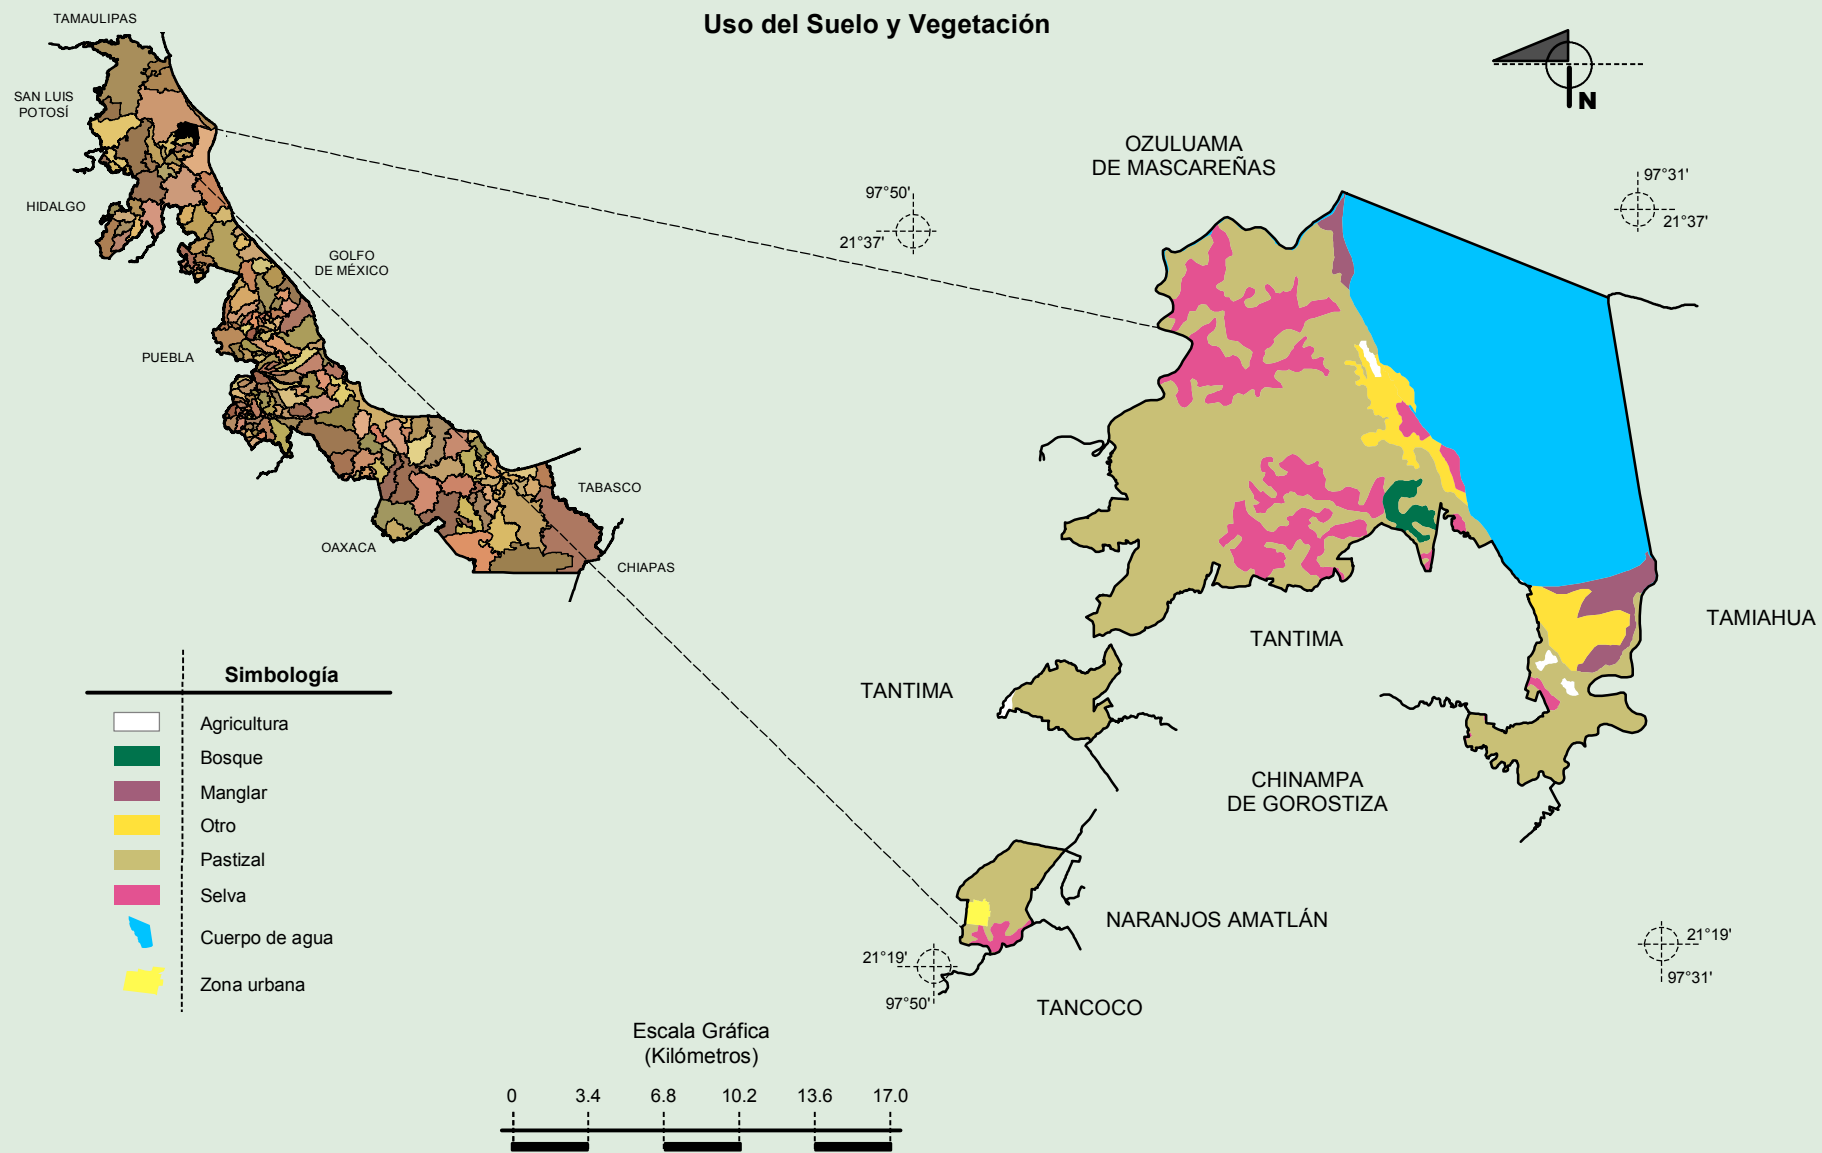 Uso del Suelo y Vegetación
TAMAULIPAS
SAN LUIS
POTOSÍ
HIDALGO
GOLFO
DE MÉXICO
PUEBLA
TABASCO
OAXACA
CHIAPAS
N
OZULUAMA
DE MASCAREÑAS
97°50'
21°37'
97°31'
21°37'
TAMIAHUA
TANTIMA
TANTIMA
CHINAMPA
DE GOROSTIZA
NARANJOS AMATLÁN
TANCOCO
21°19'
97°50'
21°19'
97°31'
Simbología
Agricultura
Bosque
Manglar
Otro
Pastizal
Selva
Cuerpo de agua
Zona urbana
Escala Gráfica
(Kilómetros)
0 3.4 6.8 10.2 13.6 17.0